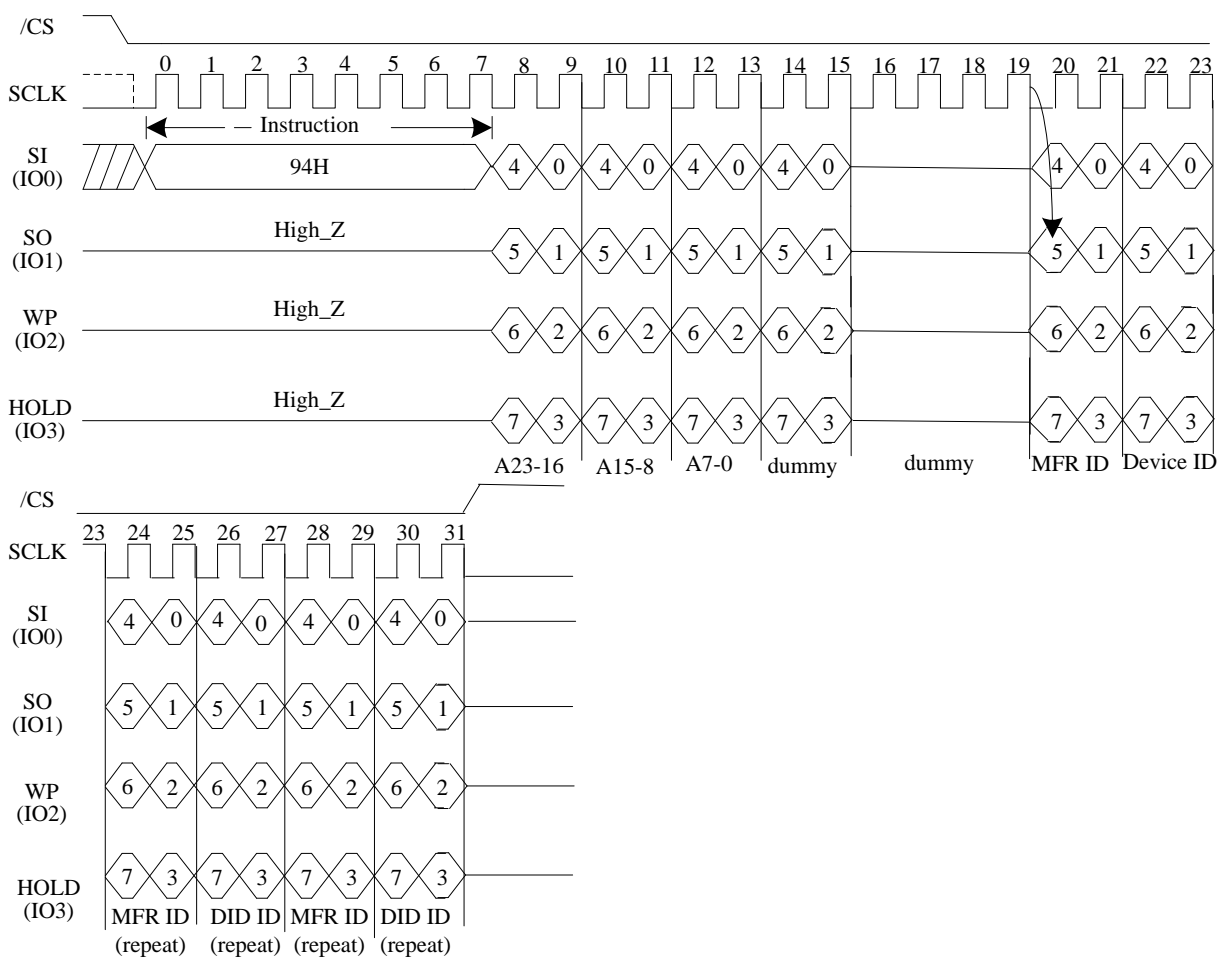 /CS
0 1 2 3 4 5 6 7 8 9 10 11 12 13 14 15 16 17 18 19 20 21 22 23
SCLK
Instruction
SI
(IO0)
94H
4 0 4 0 4 0 4 0 4 0 4 0
SO
(IO1)
High_Z
5 1 5 1 5 1 5 1 5 1 5 1
WP
(IO2)
High_Z
6 2 6 2 6 2 6 2 6 2 6 2
HOLD
(IO3)
High_Z
7 3 7 3 7 3 7 3 7 3 7 3
A23-16 A15-8 A7-0 dummy dummy MFR ID Device ID
/CS
23 24 25 26 27 28 29 30 31
SCLK
SI
(IO0)
4 0 4 0 4 0 4 0
SO
(IO1)
5 1 5 1 5 1 5 1
WP
(IO2)
6 2 6 2 6 2 6 2
HOLD
(IO3)
7 3 7 3 7 3 7 3
MFR ID DID ID MFR ID DID ID
(repeat) (repeat) (repeat) (repeat)